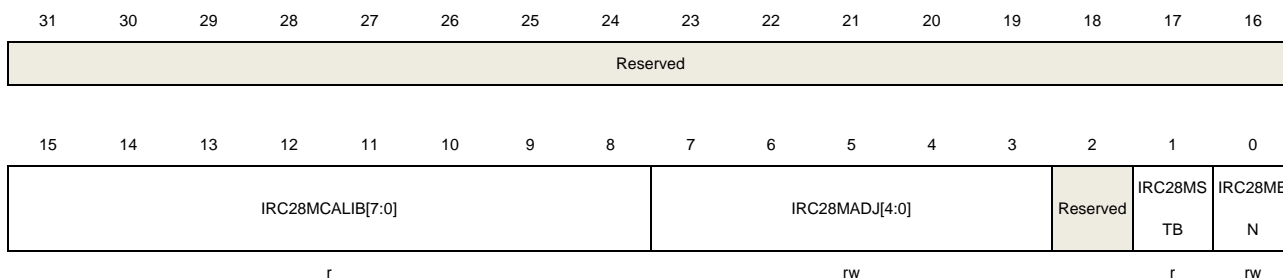 31 30 29 28 27 26 25 24 23 22 21 20 19 18 17 16
Reserved
15 14 13 12 11 10 9 8 7 6 5 4 3 2 1 0
IRC28MCALIB[7:0] IRC28MADJ[4:0] Reserved IRC28MS IRC28ME
TB N
r rw r rw